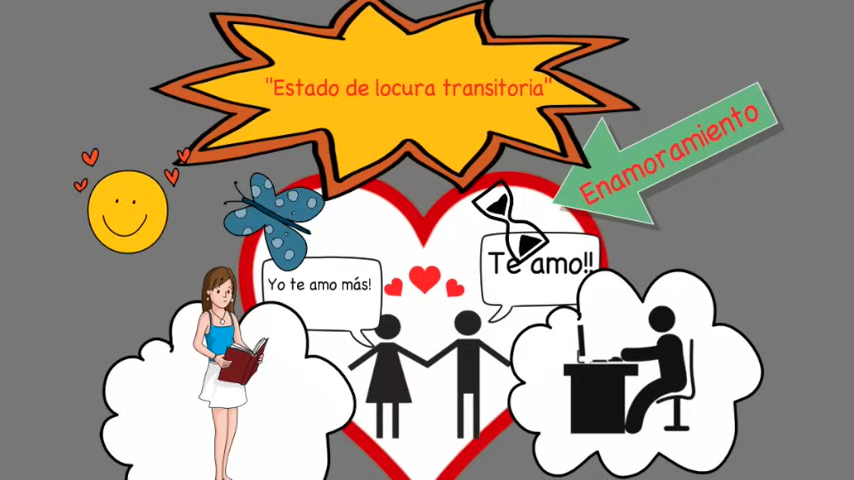 "Estado de locura transitoria"
Enamoramiento
Te amo!!
Yo te amo más!